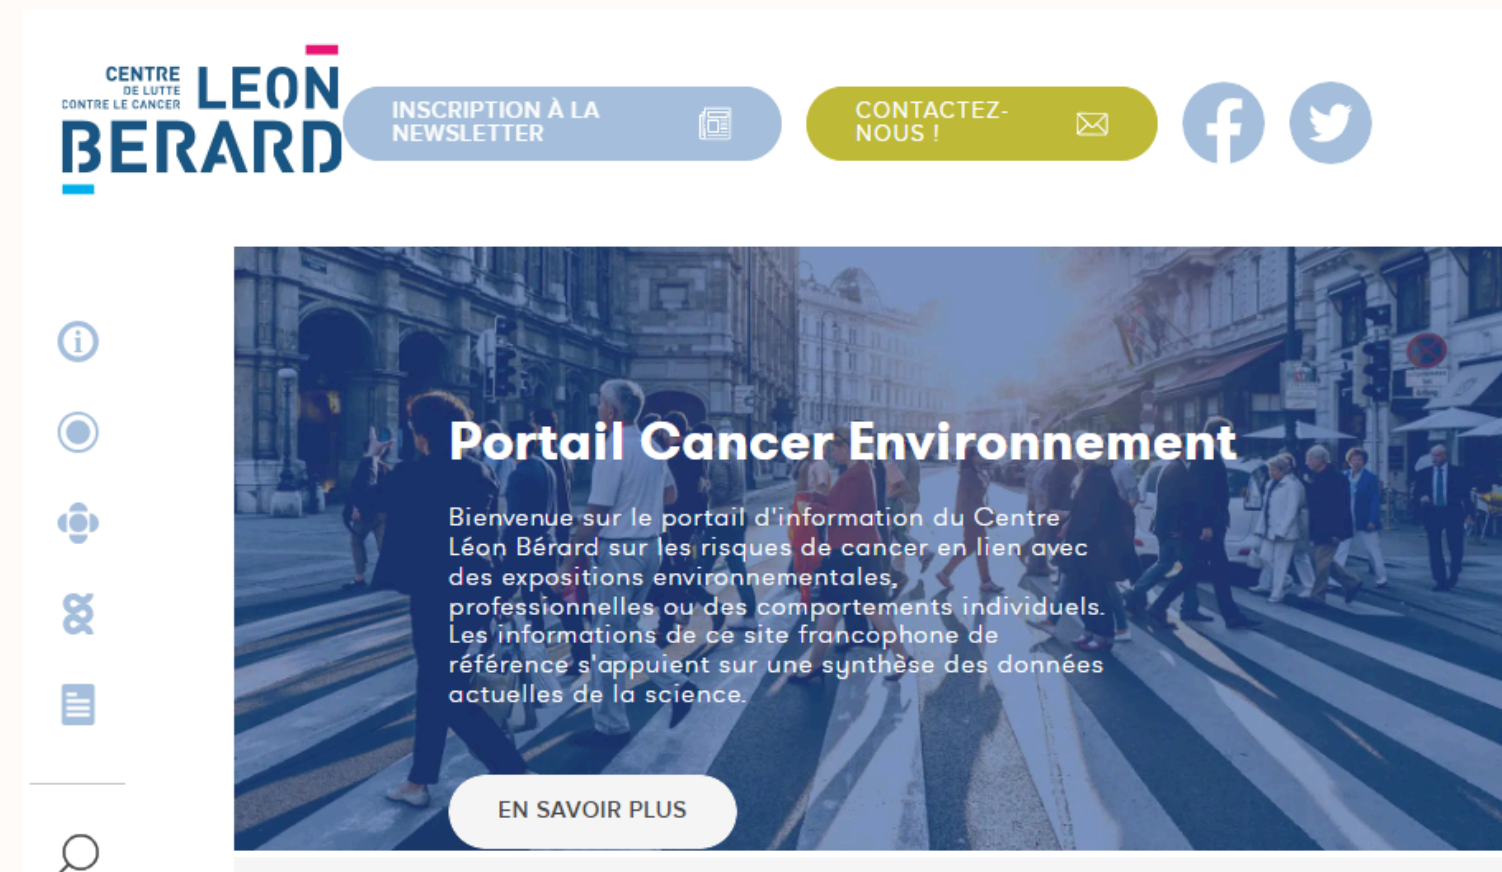 CENTRE
DE LUTTE
CONTRE LE CANCER
LEON
BERARD
INSCRIPTION À LA
NEWSLETTER
CONTACTEZ-
NOUS !
Portail Cancer Environnement
Bienvenue sur le portail d'information du Centre
Léon Bérard sur les risques de cancer en lien avec
des expositions environnementales,
professionnelles ou des comportements individuels.
Les informations de ce site francophone de
référence s'appuient sur une synthèse des données
actuelles de la science.
EN SAVOIR PLUS